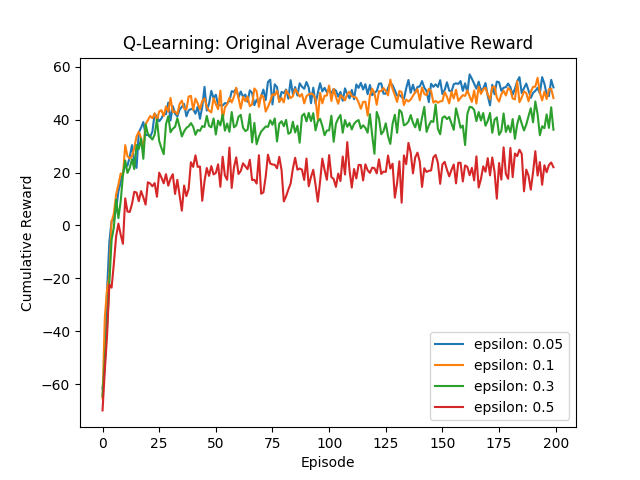 Q-Learning: Original Average Cumulative Reward
60
40
20
0
−20
−40
−60
Cumulative Reward
0 25 50 75 100 125 150 175 200
Episode
epsilon: 0.05
epsilon: 0.1
epsilon: 0.3
epsilon: 0.5